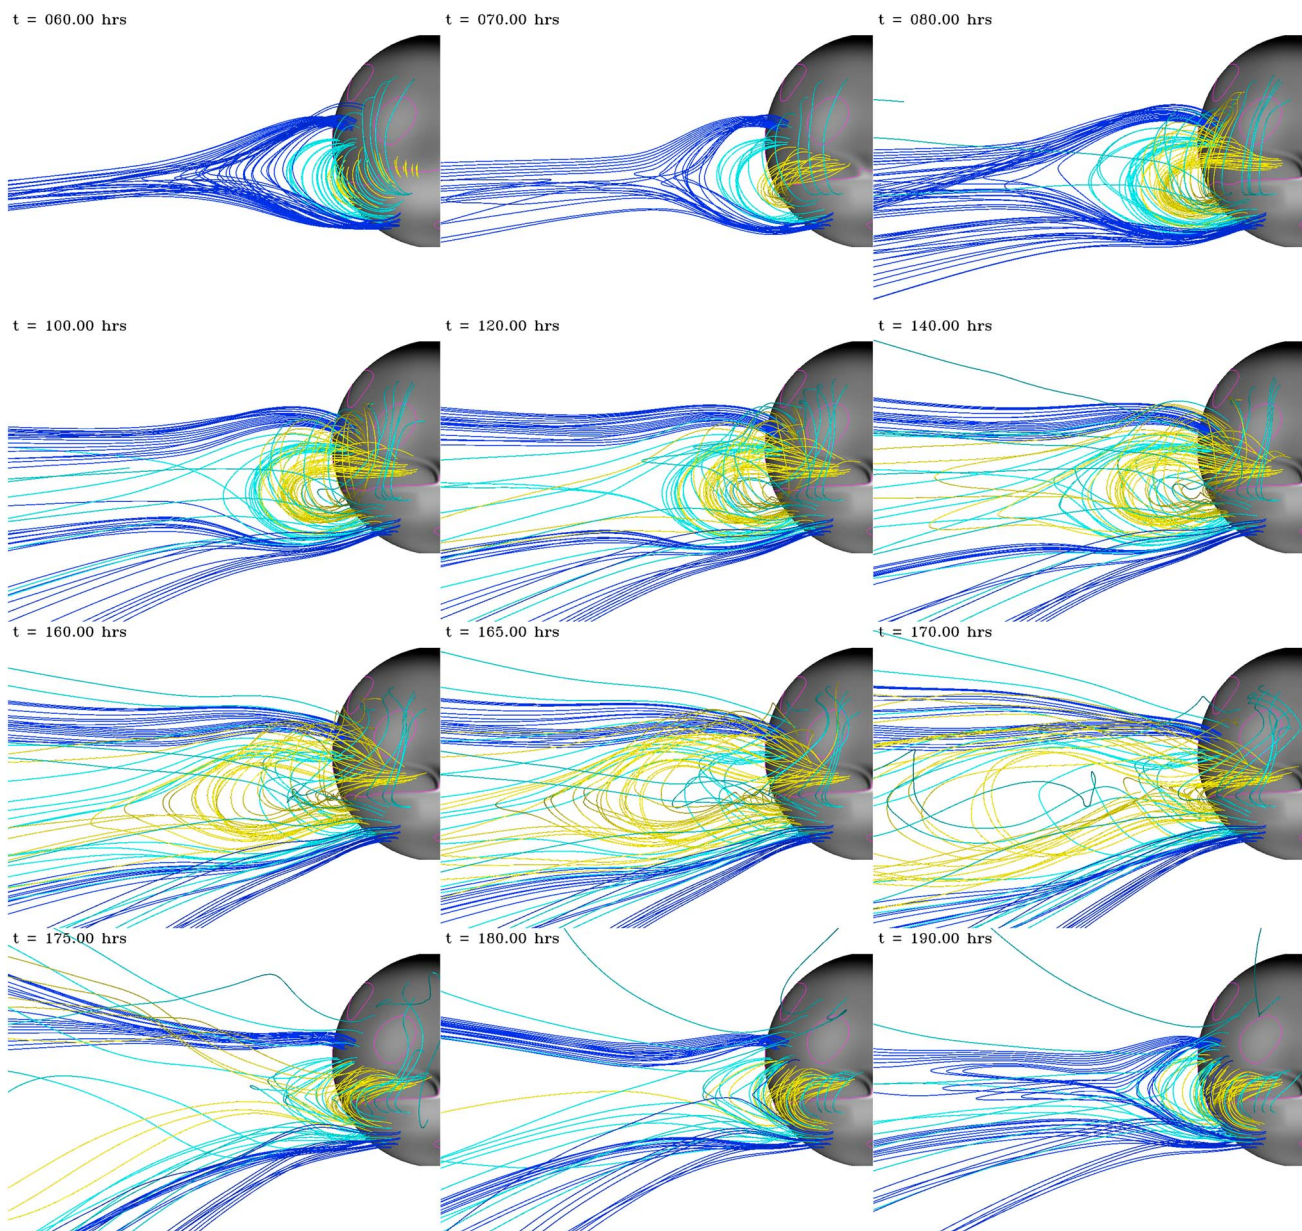 t = 060.00 hrs
t = 070.00 hrs
t = 080.00 hrs
t = 100.00 hrs
t = 120.00 hrs
t = 140.00 hrs
t = 160.00 hrs
t = 165.00 hrs
t = 170.00 hrs
t = 175.00 hrs
t = 180.00 hrs
t = 190.00 hrs